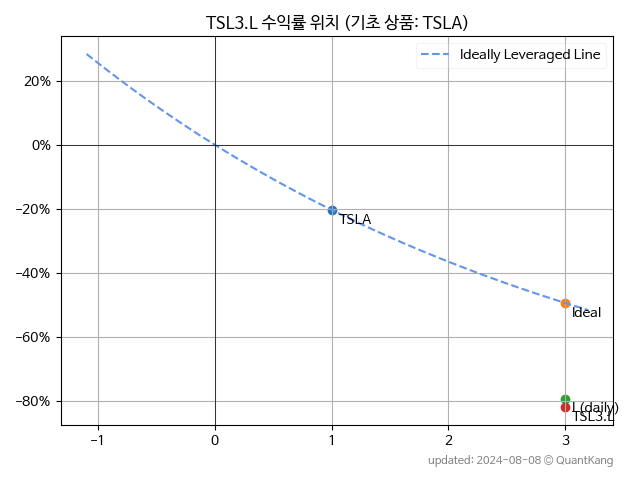 TSL3.L 수익률 위치 (기초 상품: TSLA)
Ideally Leveraged Line
20%
0%
−20%
−40%
−60%
−80%
TSLA
Ideal
L(daily)
TSL3.L
−1
0
1
2
3
updated: 2024-08-08 © QuantKang